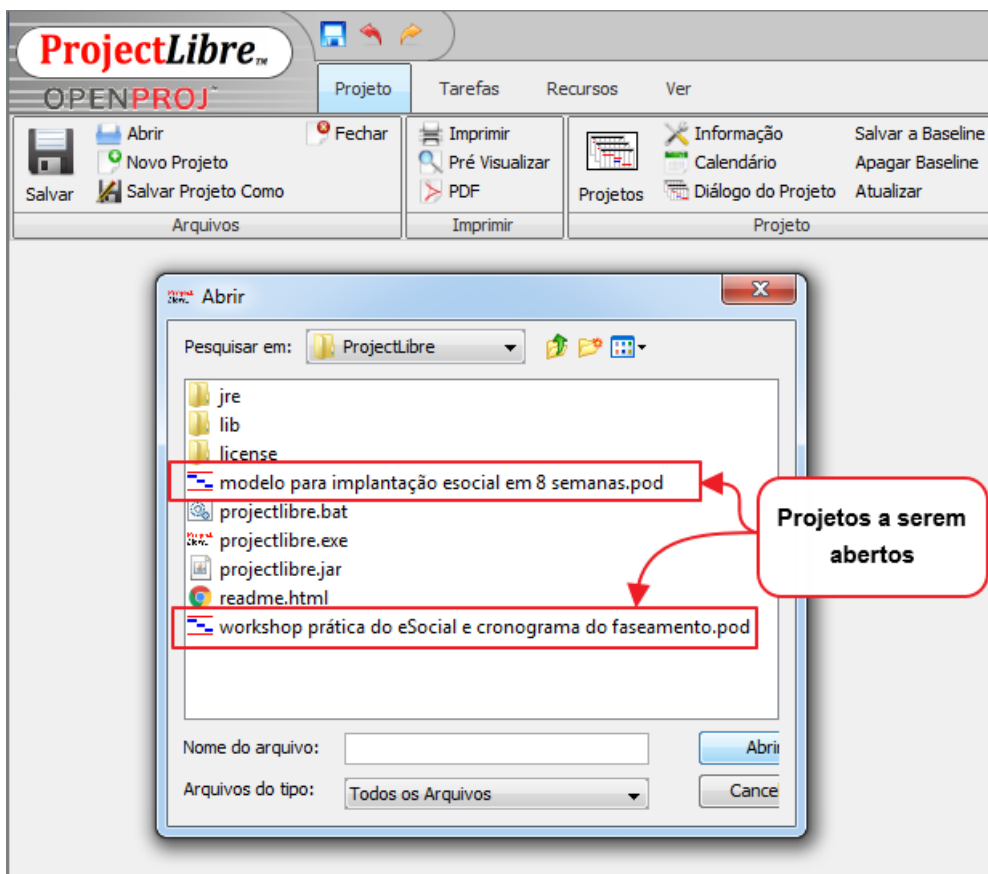 ProjectLibre™
OPENPROJ
Projeto Tarefas Recursos Ver
Abrir Fechar Imprimir Informação Salvar a Baseline
Novo Projeto Pré Visualizar Calendário Apagar Baseline
Salvar Salvar Projeto Como PDF Projetos Diálogo do Projeto Atualizar
Arquivos Imprimir Projeto
Abrir
Pesquisar em: ProjectLibre
jre
lib
license
modelo para implantação esocial em 8 semanas.pod
projectlibre.bat
projectlibre.exe
projectlibre.jar
readme.html
workshop prática do eSocial e cronograma do faseamento.pod
Projetos a serem
abertos
Nome do arquivo: Abri
Arquivos do tipo: Todos os Arquivos Cance